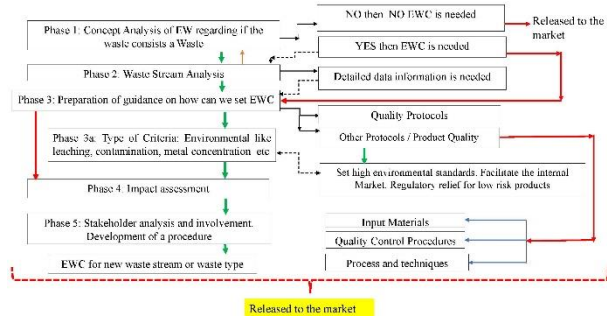 Phase 1: Concept Analysis of EW regarding if the
waste consists a Waste
NO then NO EWC is needed
Released to the
market
YES then EWC is needed
Phase 2: Waste Stream Analysis
Detailed data information is needed
Phase 3: Preparation of guidance on how can we set EWC
Quality Protocols
Other Protocols / Product Quality
Phase 3a: Type of Criteria: Environmental like
leaching, contamination, metal concentration etc
Set high environmental standards. Facilitate the internal
Market. Regulatory relief for low risk products
Phase 4: Impact assessment
Phase 5: Stakeholder analysis and involvement.
Development of a procedure
Input Materials
Quality Control Procedures
Process and techniques
EWC for new waste stream or waste type
Released to the market